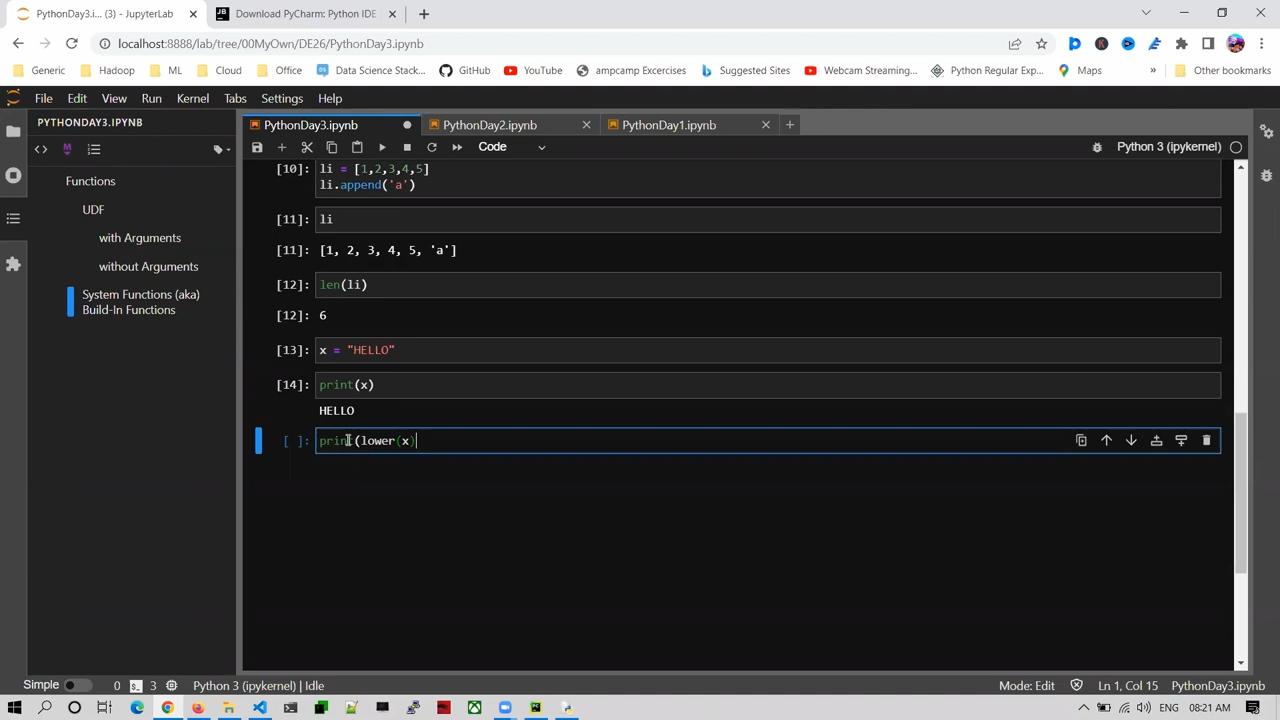 PythonDay3.i... (3) - JupyterLab
Download PyCharm: Python IDE
localhost:8888/lab/tree/00MyOwn/DE26/PythonDay3.ipynb
Generic Hadoop ML Cloud Office Data Science Stack... GitHub YouTube ampcamp Excercises Suggested Sites Webcam Streaming... Python Regular Exp... Maps » Other bookmarks
File Edit View Run Kernel Tabs Settings Help
PYTHONDAY3.IPYNB
PythonDay3.ipynb PythonDay2.ipynb PythonDay1.ipynb
Code Python 3 (ipykernel)
Functions
UDF
with Arguments
without Arguments
System Functions (aka)
Build-In Functions
[10]: li = [1,2,3,4,5]
li.append('a')
[11]: li
[11]: [1, 2, 3, 4, 5, 'a']
[12]: len(li)
[12]: 6
[13]: x = "HELLO"
[14]: print(x)
HELLO
[ ]: print(lower(x)
Simple 0 3 Python 3 (ipykernel) | Idle Mode: Edit Ln 1, Col 15 PythonDay3.ipynb
ENG 08:21 AM